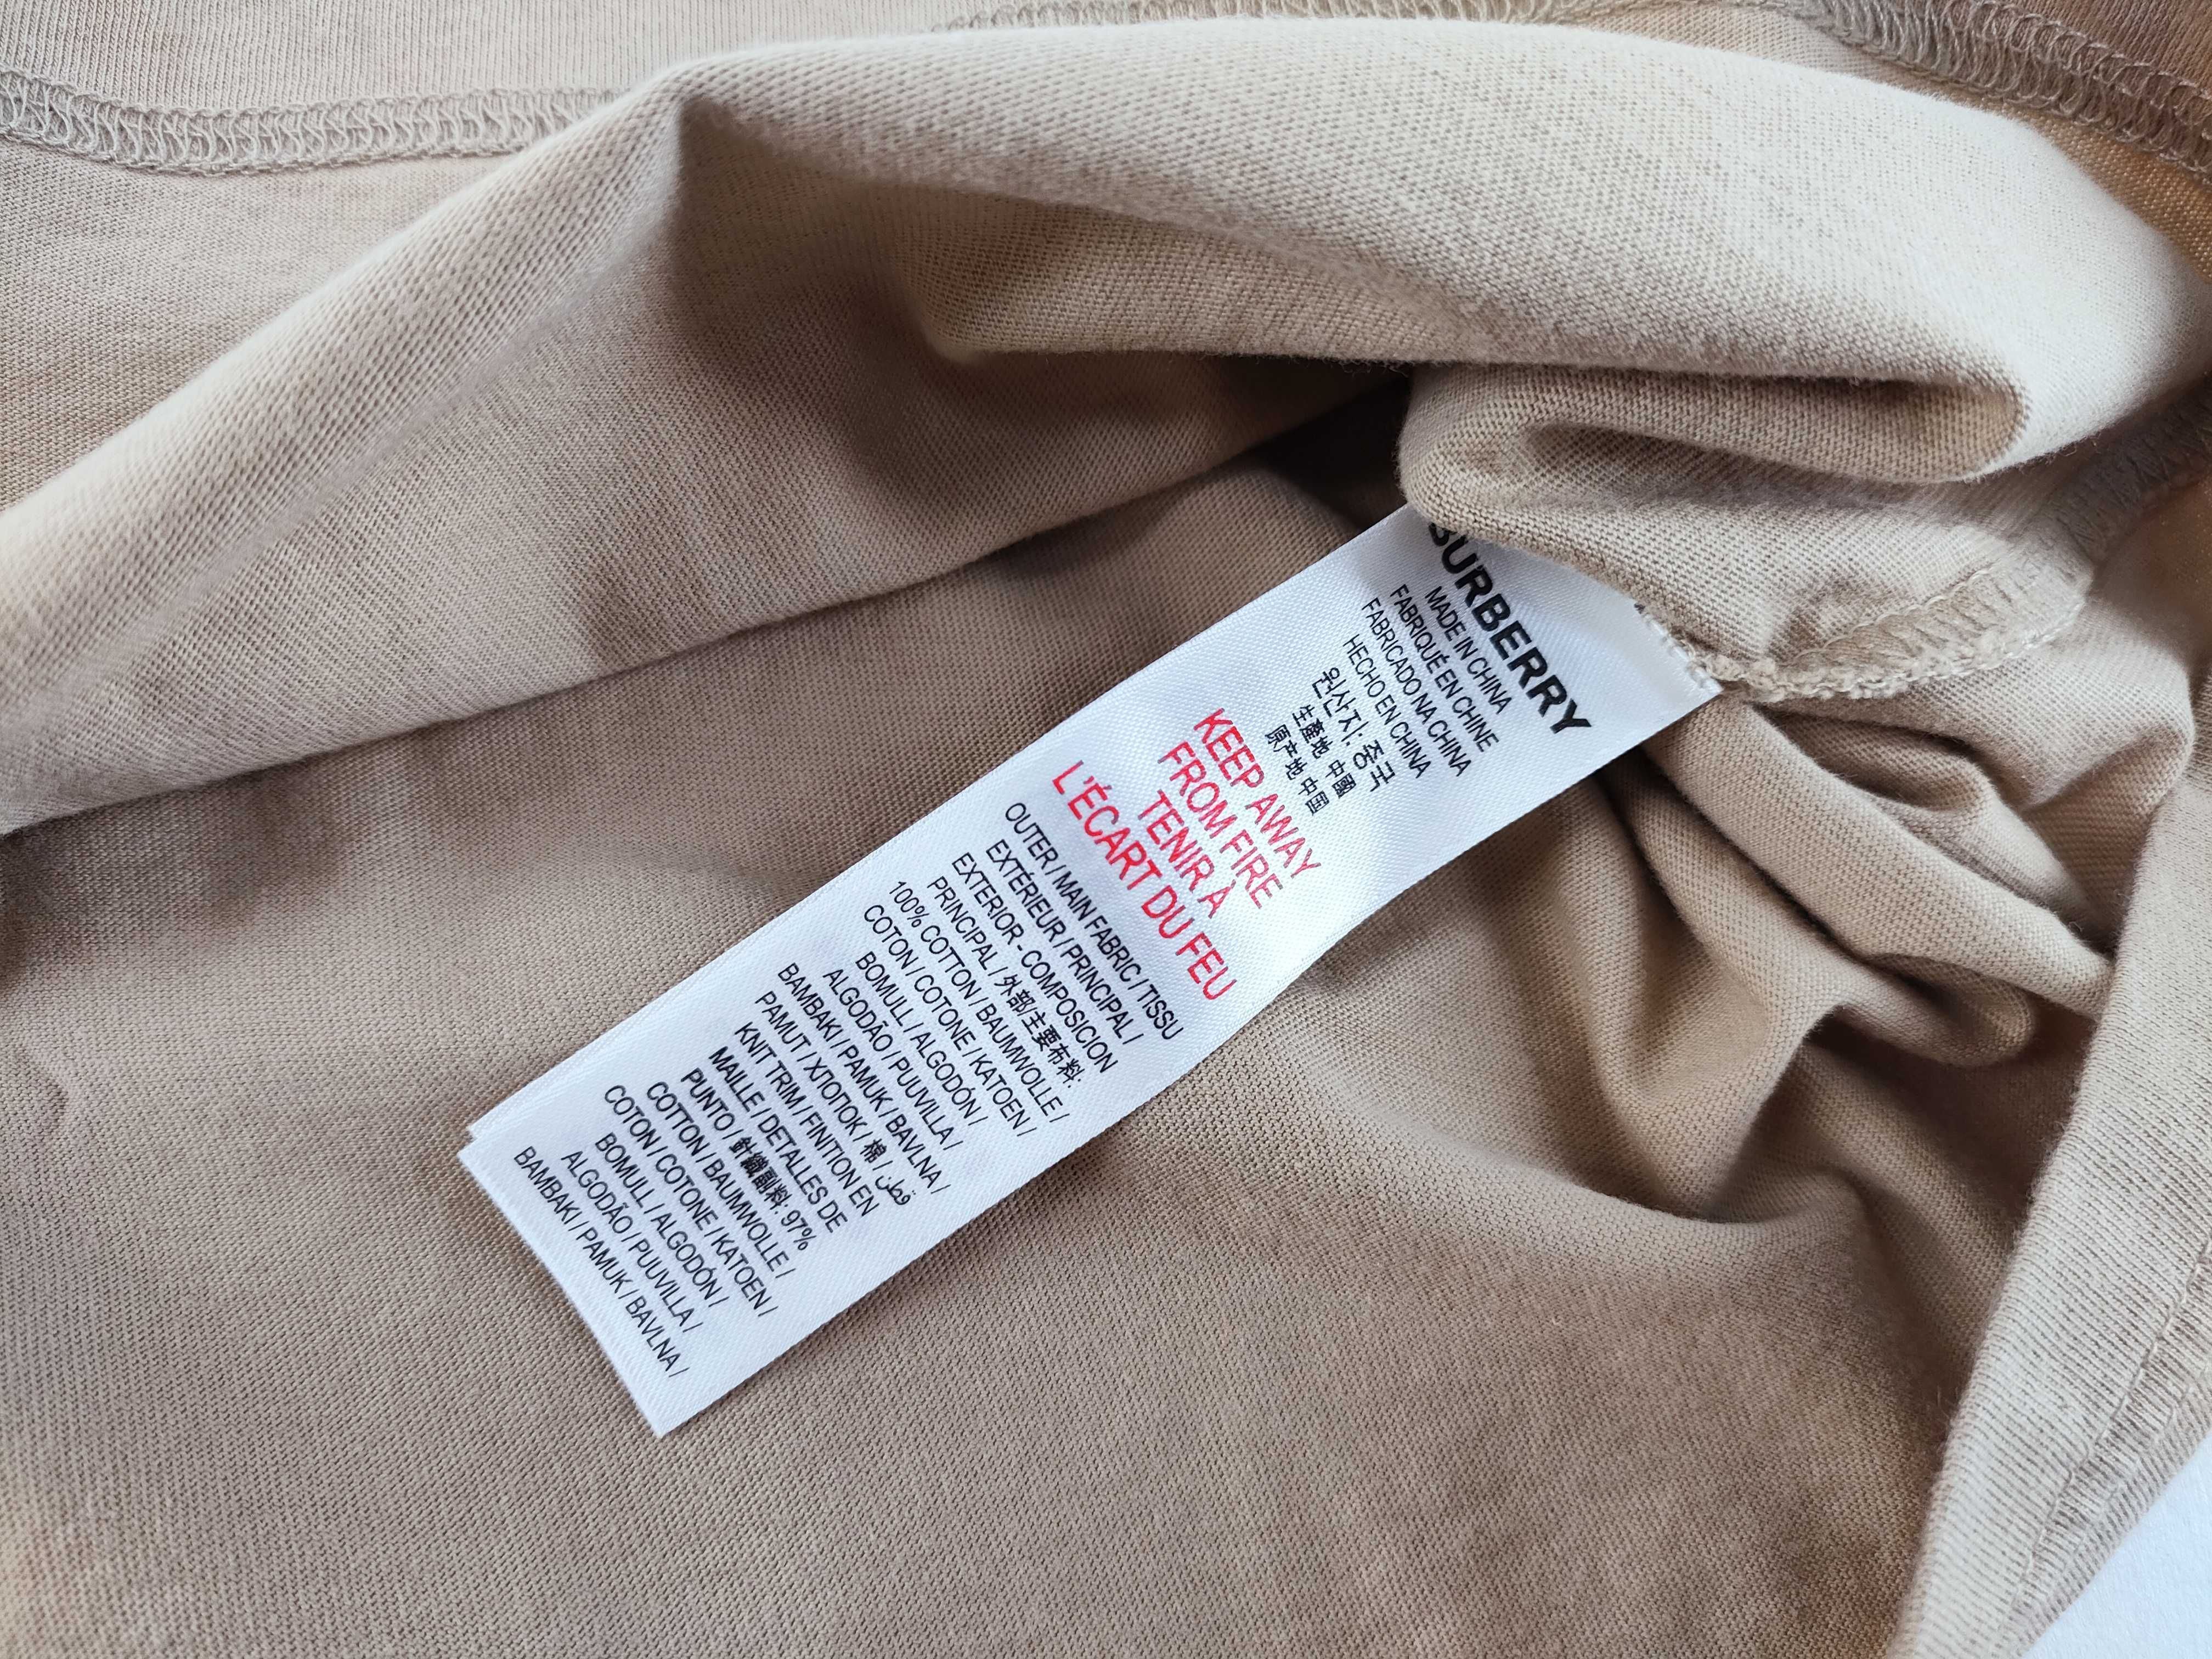 BURBERRY
MADE IN CHINA
FABRIQUÉ EN CHINE
FABRICADO NA CHINA
HECHO EN CHINA
원산지: 중국
生產地 中國
原产地 中国
KEEP AWAY
FROM FIRE
TENIR À
L'ÉCART DU FEU
OUTER / MAIN FABRIC / TISSU
EXTÉRIEUR / PRINCIPAL /
EXTERIOR - COMPOSICION
PRINCIPAL / 外部/主要布料:
100% COTTON / BAUMWOLLE /
COTON / COTONE / KATOEN /
BOMULL / ALGODÓN /
ALGODÃO / PUUVILLA /
BAMBAKI / PAMUK / BAVLNA /
PAMUT / ХЛОПОК / 棉 / قطن
KNIT TRIM / FINITION EN
MAILLE / DETALLES DE
PUNTO / 針織副料: 97%
COTTON / BAUMWOLLE /
COTON / COTONE / KATOEN /
BOMULL / ALGODÓN /
ALGODÃO / PUUVILLA /
BAMBAKI / PAMUK / BAVLNA /